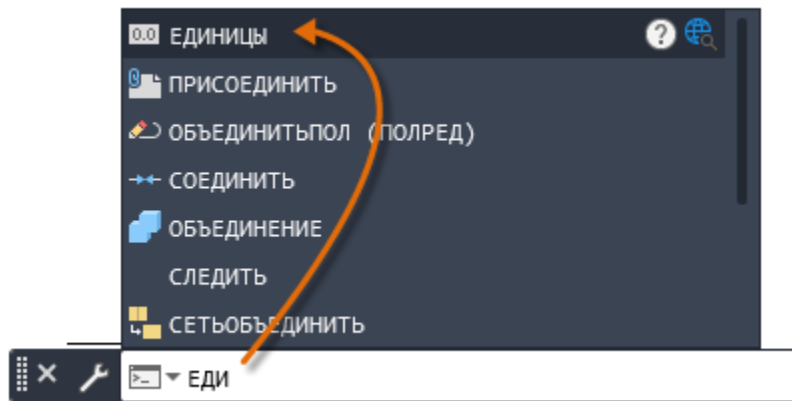 0.0 ЕДИНИЦЫ ?
ПРИСОЕДИНИТЬ
ОБЪЕДИНИТЬПОЛ (ПОЛРЕД)
СОЕДИНИТЬ
ОБЪЕДИНЕНИЕ
СЛЕДИТЬ
СЕТЬОБЪЕДИНИТЬ
ЕДИ